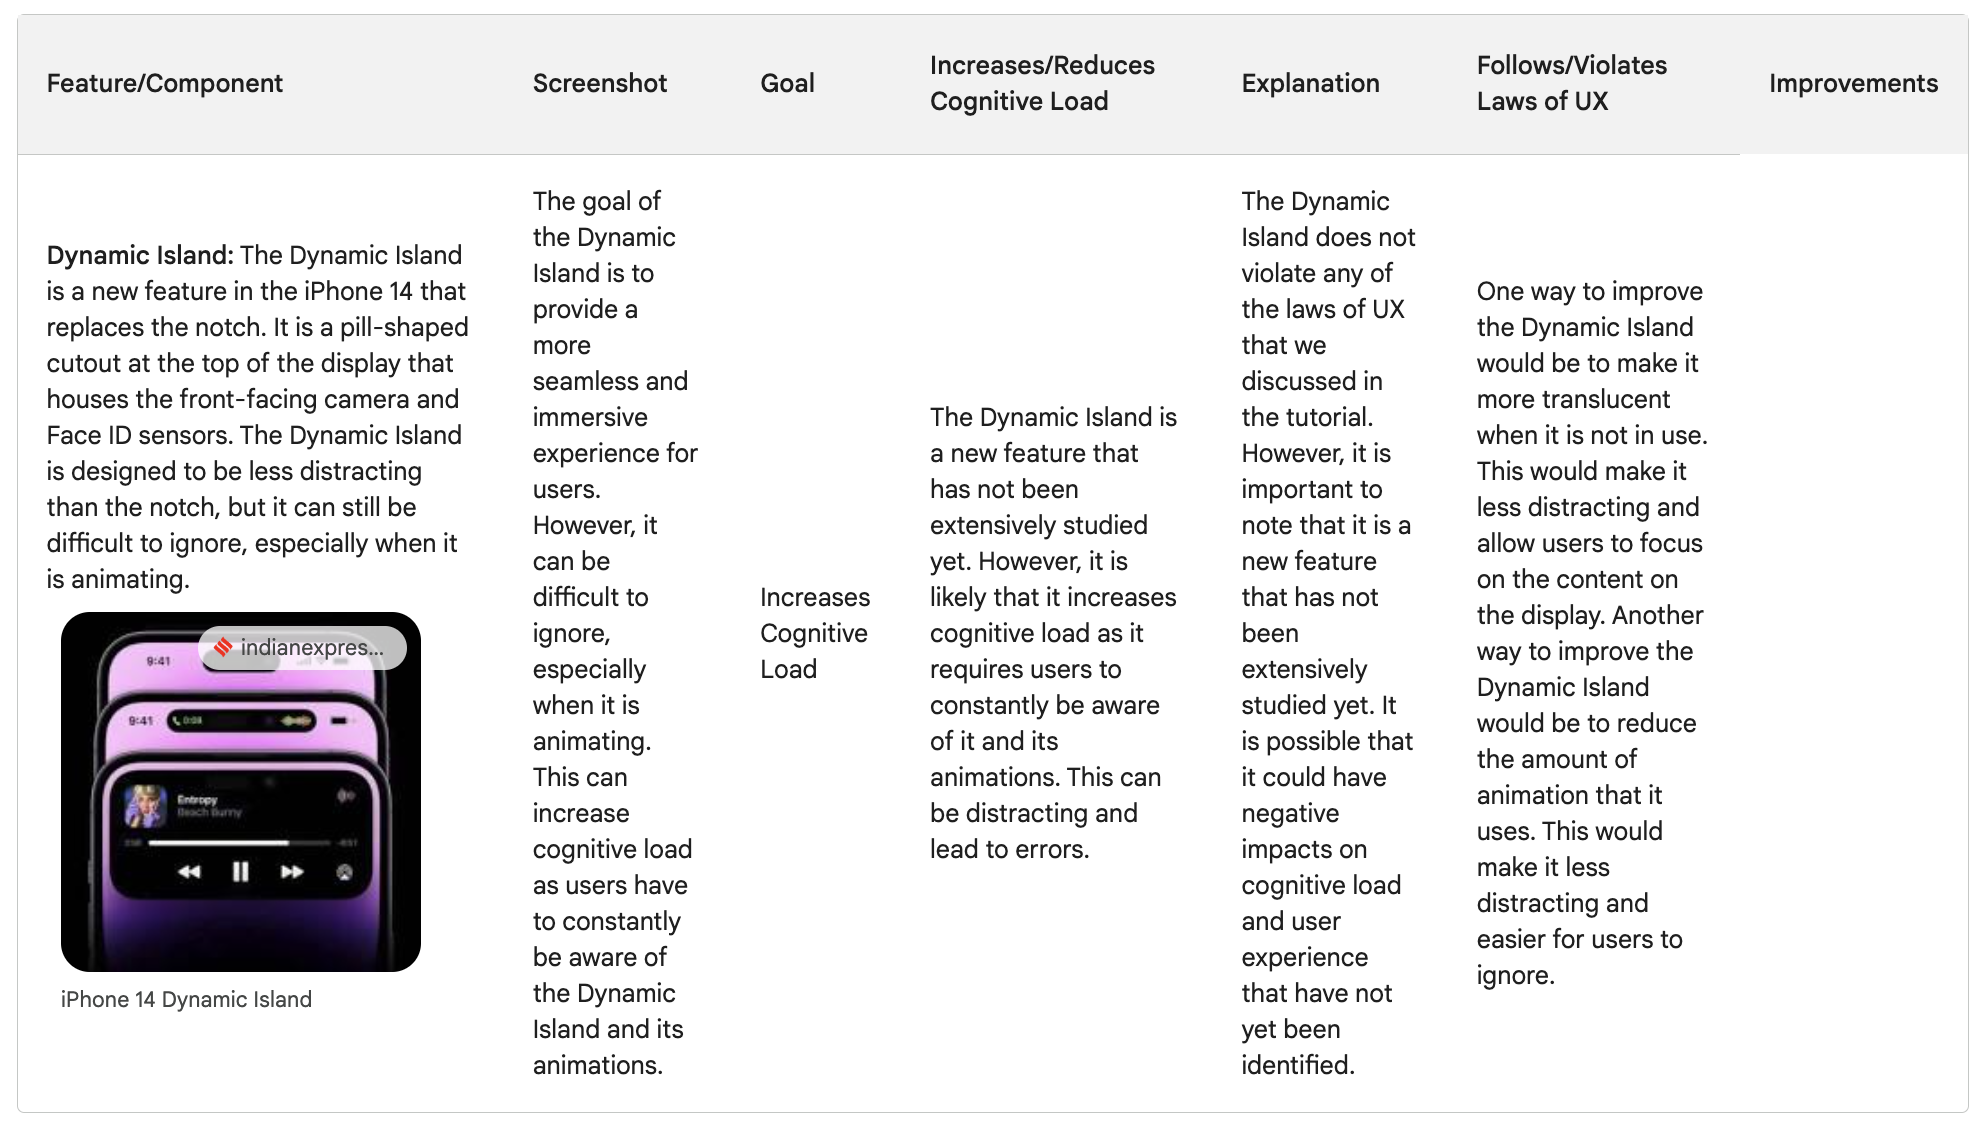 Feature/Component
Screenshot
Goal
Increases/Reduces
Cognitive Load
Explanation
Follows/Violates
Laws of UX
Improvements
Dynamic Island: The Dynamic Island
is a new feature in the iPhone 14 that
replaces the notch. It is a pill-shaped
cutout at the top of the display that
houses the front-facing camera and
Face ID sensors. The Dynamic Island
is designed to be less distracting
than the notch, but it can still be
difficult to ignore, especially when it
is animating.
indianexpres...
9:41
9:41
0:08
Entropy
Beach Bunny
iPhone 14 Dynamic Island
The goal of
the Dynamic
Island is to
provide a
more
seamless and
immersive
experience for
users.
However, it
can be
difficult to
ignore,
especially
when it is
animating.
This can
increase
cognitive load
as users have
to constantly
be aware of
the Dynamic
Island and its
animations.
Increases
Cognitive
Load
The Dynamic Island is
a new feature that
has not been
extensively studied
yet. However, it is
likely that it increases
cognitive load as it
requires users to
constantly be aware
of it and its
animations. This can
be distracting and
lead to errors.
The Dynamic
Island does not
violate any of
the laws of UX
that we
discussed in
the tutorial.
However, it is
important to
note that it is a
new feature
that has not
been
extensively
studied yet. It
is possible that
it could have
negative
impacts on
cognitive load
and user
experience
that have not
yet been
identified.
One way to improve
the Dynamic Island
would be to make it
more translucent
when it is not in use.
This would make it
less distracting and
allow users to focus
on the content on
the display. Another
way to improve the
Dynamic Island
would be to reduce
the amount of
animation that it
uses. This would
make it less
distracting and
easier for users to
ignore.